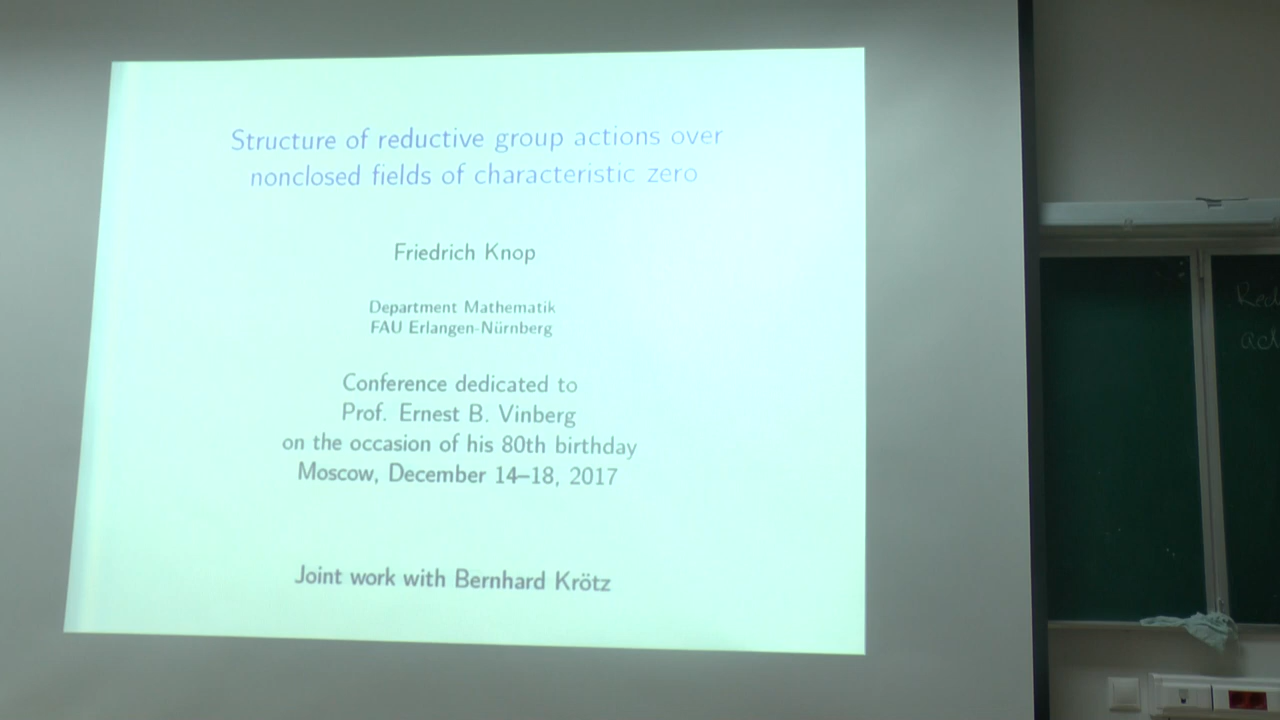 Structure of reductive group actions over
nonclosed fields of characteristic zero
Friedrich Knop
Department Mathematik
FAU Erlangen-Nürnberg
Conference dedicated to
Prof. Ernest B. Vinberg
on the occasion of his 80th birthday
Moscow, December 14–18, 2017
Joint work with Bernhard Krötz